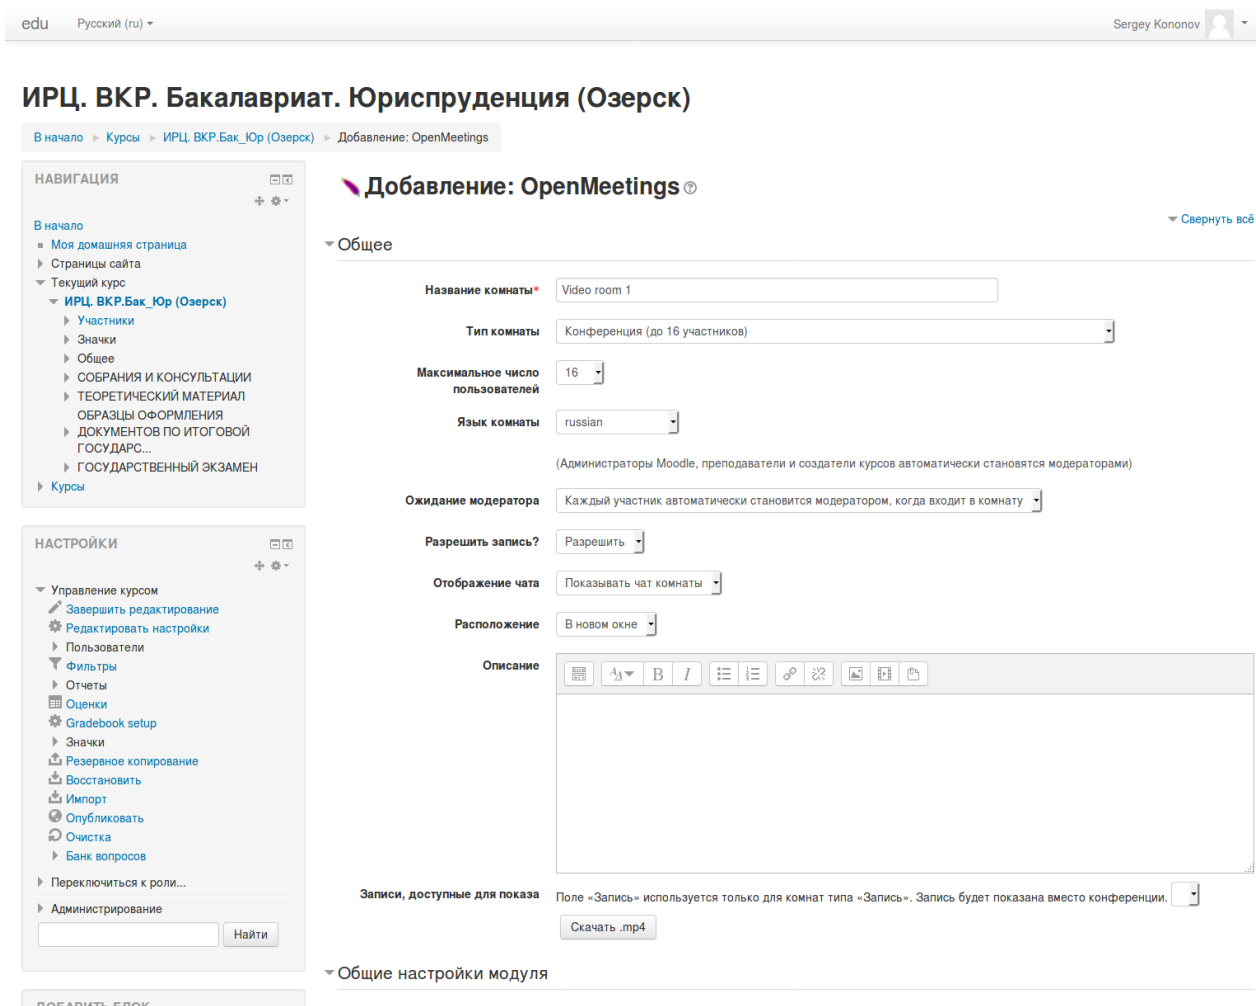 edu Русский (ru) Sergey Kononov
ИРЦ. ВКР. Бакалавриат. Юриспруденция (Озерск)
В начало Курсы ИРЦ. ВКР.Бак_Юр (Озерск) Добавление: OpenMeetings
НАВИГАЦИЯ
В начало
Моя домашняя страница
Страницы сайта
Текущий курс
ИРЦ. ВКР.Бак_Юр (Озерск)
Участники
Значки
Общее
СОБРАНИЯ И КОНСУЛЬТАЦИИ
ТЕОРЕТИЧЕСКИЙ МАТЕРИАЛ
ОБРАЗЦЫ ОФОРМЛЕНИЯ
ДОКУМЕНТОВ ПО ИТОГОВОЙ
ГОСУДАРС...
ГОСУДАРСТВЕННЫЙ ЭКЗАМЕН
Курсы
НАСТРОЙКИ
Управление курсом
Завершить редактирование
Редактировать настройки
Пользователи
Фильтры
Отчеты
Оценки
Gradebook setup
Значки
Резервное копирование
Восстановить
Импорт
Опубликовать
Очистка
Банк вопросов
Переключиться к роли...
Администрирование
Найти
ДОБАВИТЬ БЛОК
Добавление: OpenMeetings
Свернуть всё
Общее
Название комнаты* Video room 1
Тип комнаты Конференция (до 16 участников)
Максимальное число
пользователей 16
Язык комнаты russian
(Администраторы Moodle, преподаватели и создатели курсов автоматически становятся модераторами)
Ожидание модератора Каждый участник автоматически становится модератором, когда входит в комнату
Разрешить запись? Разрешить
Отображение чата Показывать чат комнаты
Расположение В новом окне
Описание
Записи, доступные для показа Поле «Запись» используется только для комнат типа «Запись». Запись будет показана вместо конференции.
Скачать .mp4
Общие настройки модуля